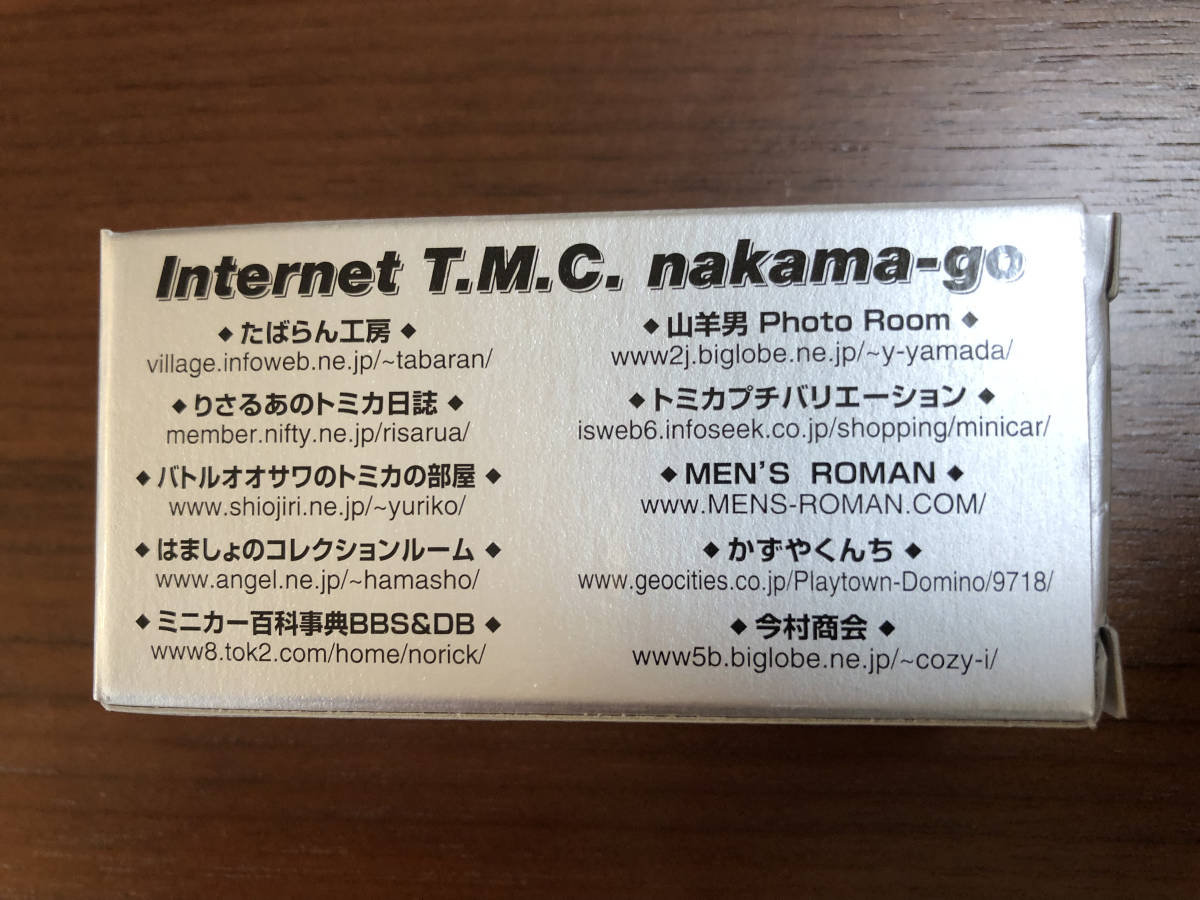 Internet T.M.C. nakama-go
◆ たばらん工房 ◆
village.infoweb.ne.jp/~tabaran/
◆ りさるあのトミカ日誌 ◆
member.nifty.ne.jp/risarua/
◆ バトルオオサワのトミカの部屋 ◆
www.shiojiri.ne.jp/~yuriko/
◆ はましょのコレクションルーム ◆
www.angel.ne.jp/~hamasho/
◆ ミニカー百科事典BBS&DB ◆
www8.tok2.com/home/norick/
◆ 山羊男 Photo Room ◆
www2j.biglobe.ne.jp/~y-yamada/
◆ トミカプチバリエーション ◆
isweb6.infoseek.co.jp/shopping/minicar/
◆ MEN'S ROMAN ◆
www.MENS-ROMAN.COM/
◆ かずやくんち ◆
www.geocities.co.jp/Playtown-Domino/9718/
◆ 今村商会 ◆
www5b.biglobe.ne.jp/~cozy-i/